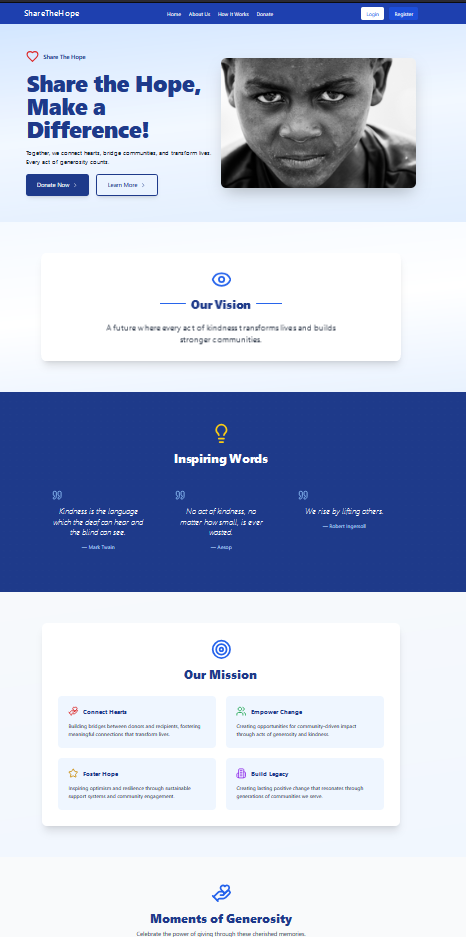 ShareTheHope
Home About Us How It Works Donate
Login Register
Share The Hope
Share the Hope,
Make a
Difference!
Together, we connect hearts, bridge communities, and transform lives.
Every act of generosity counts.
Donate Now
Learn More
Our Vision
A future where every act of kindness transforms lives and builds
stronger communities.
Inspiring Words
Kindness is the language
which the deaf can hear and
the blind can see.
— Mark Twain
No act of kindness, no
matter how small, is ever
wasted.
— Aesop
We rise by lifting others.
— Robert Ingersoll
Our Mission
Connect Hearts
Building bridges between donors and recipients, fostering
meaningful connections that transform lives.
Empower Change
Creating opportunities for community-driven impact
through acts of generosity and kindness.
Foster Hope
Inspiring optimism and resilience through sustainable
support systems and community engagement.
Build Legacy
Creating lasting positive change that resonates through
generations of communities we serve.
Moments of Generosity
Celebrate the power of giving through these cherished memories.